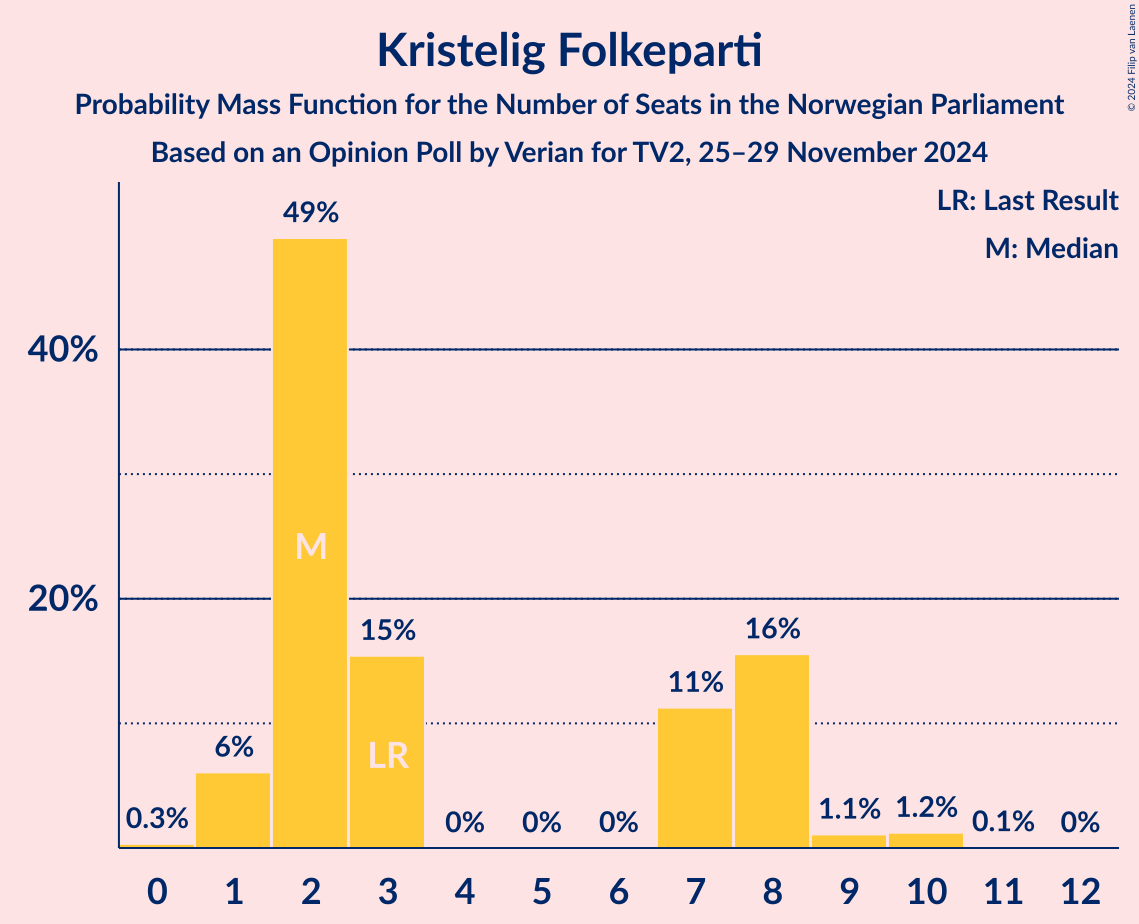 Kristelig Folkeparti
Probability Mass Function for the Number of Seats in the Norwegian Parliament
Based on an Opinion Poll by Verian for TV2, 25–29 November 2024
© 2024 Filip van Laenen
LR: Last Result
M: Median
49%
40%
M
20%
15%
16%
11%
LR
6%
0.3%
0%
0%
0%
1.1%
1.2%
0.1%
0%
0 1 2 3 4 5 6 7 8 9 10 11 12